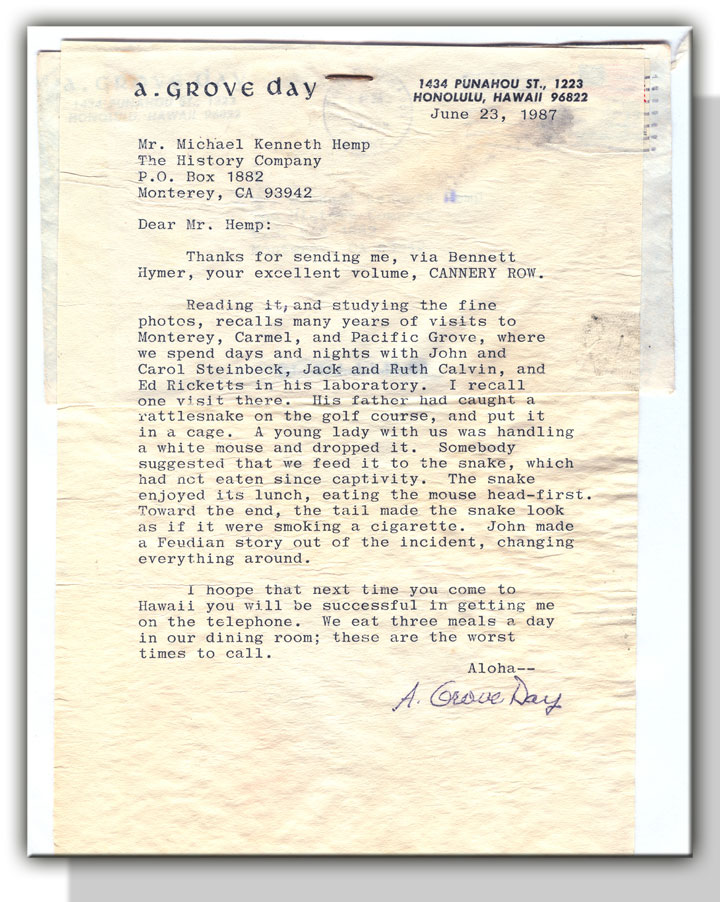 A. GROVE DAY
1434 PUNAHOU ST., 1223
HONOLULU, HAWAII 96822
June 23, 1987
Mr. Michael Kenneth Hemp
The History Company
P.O. Box 1882
Monterey, CA 93942
Dear Mr. Hemp:
Thanks for sending me, via Bennett
Hymer, your excellent volume, CANNERY ROW.
Reading it, and studying the fine
photos, recalls many years of visits to
Monterey, Carmel, and Pacific Grove, where
we spend days and nights with John and
Carol Steinbeck, Jack and Ruth Calvin, and
Ed Ricketts in his laboratory. I recall
one visit there. His father had caught a
rattlesnake on the golf course, and put it
in a cage. A young lady with us was handling
a white mouse and dropped it. Somebody
suggested that we feed it to the snake, which
had not eaten since captivity. The snake
enjoyed its lunch, eating the mouse head-first.
Toward the end, the tail made the snake look
as if it were smoking a cigarette. John made
a Feudian story out of the incident, changing
everything around.
I hoope that next time you come to
Hawaii you will be successful in getting me
on the telephone. We eat three meals a day
in our dining room; these are the worst
times to call.
Aloha--
A. Grove Day